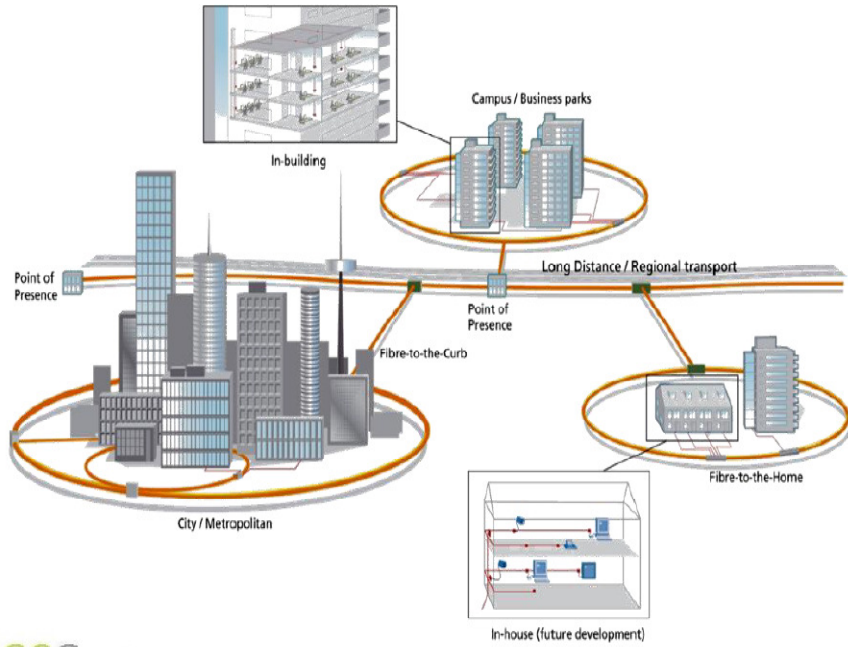 Campus / Business parks
In-building
Point of
Presence
Long Distance / Regional transport
Point of
Presence
Fibre-to-the-Curb
Fibre-to-the-Home
City / Metropolitan
In-house (future development)